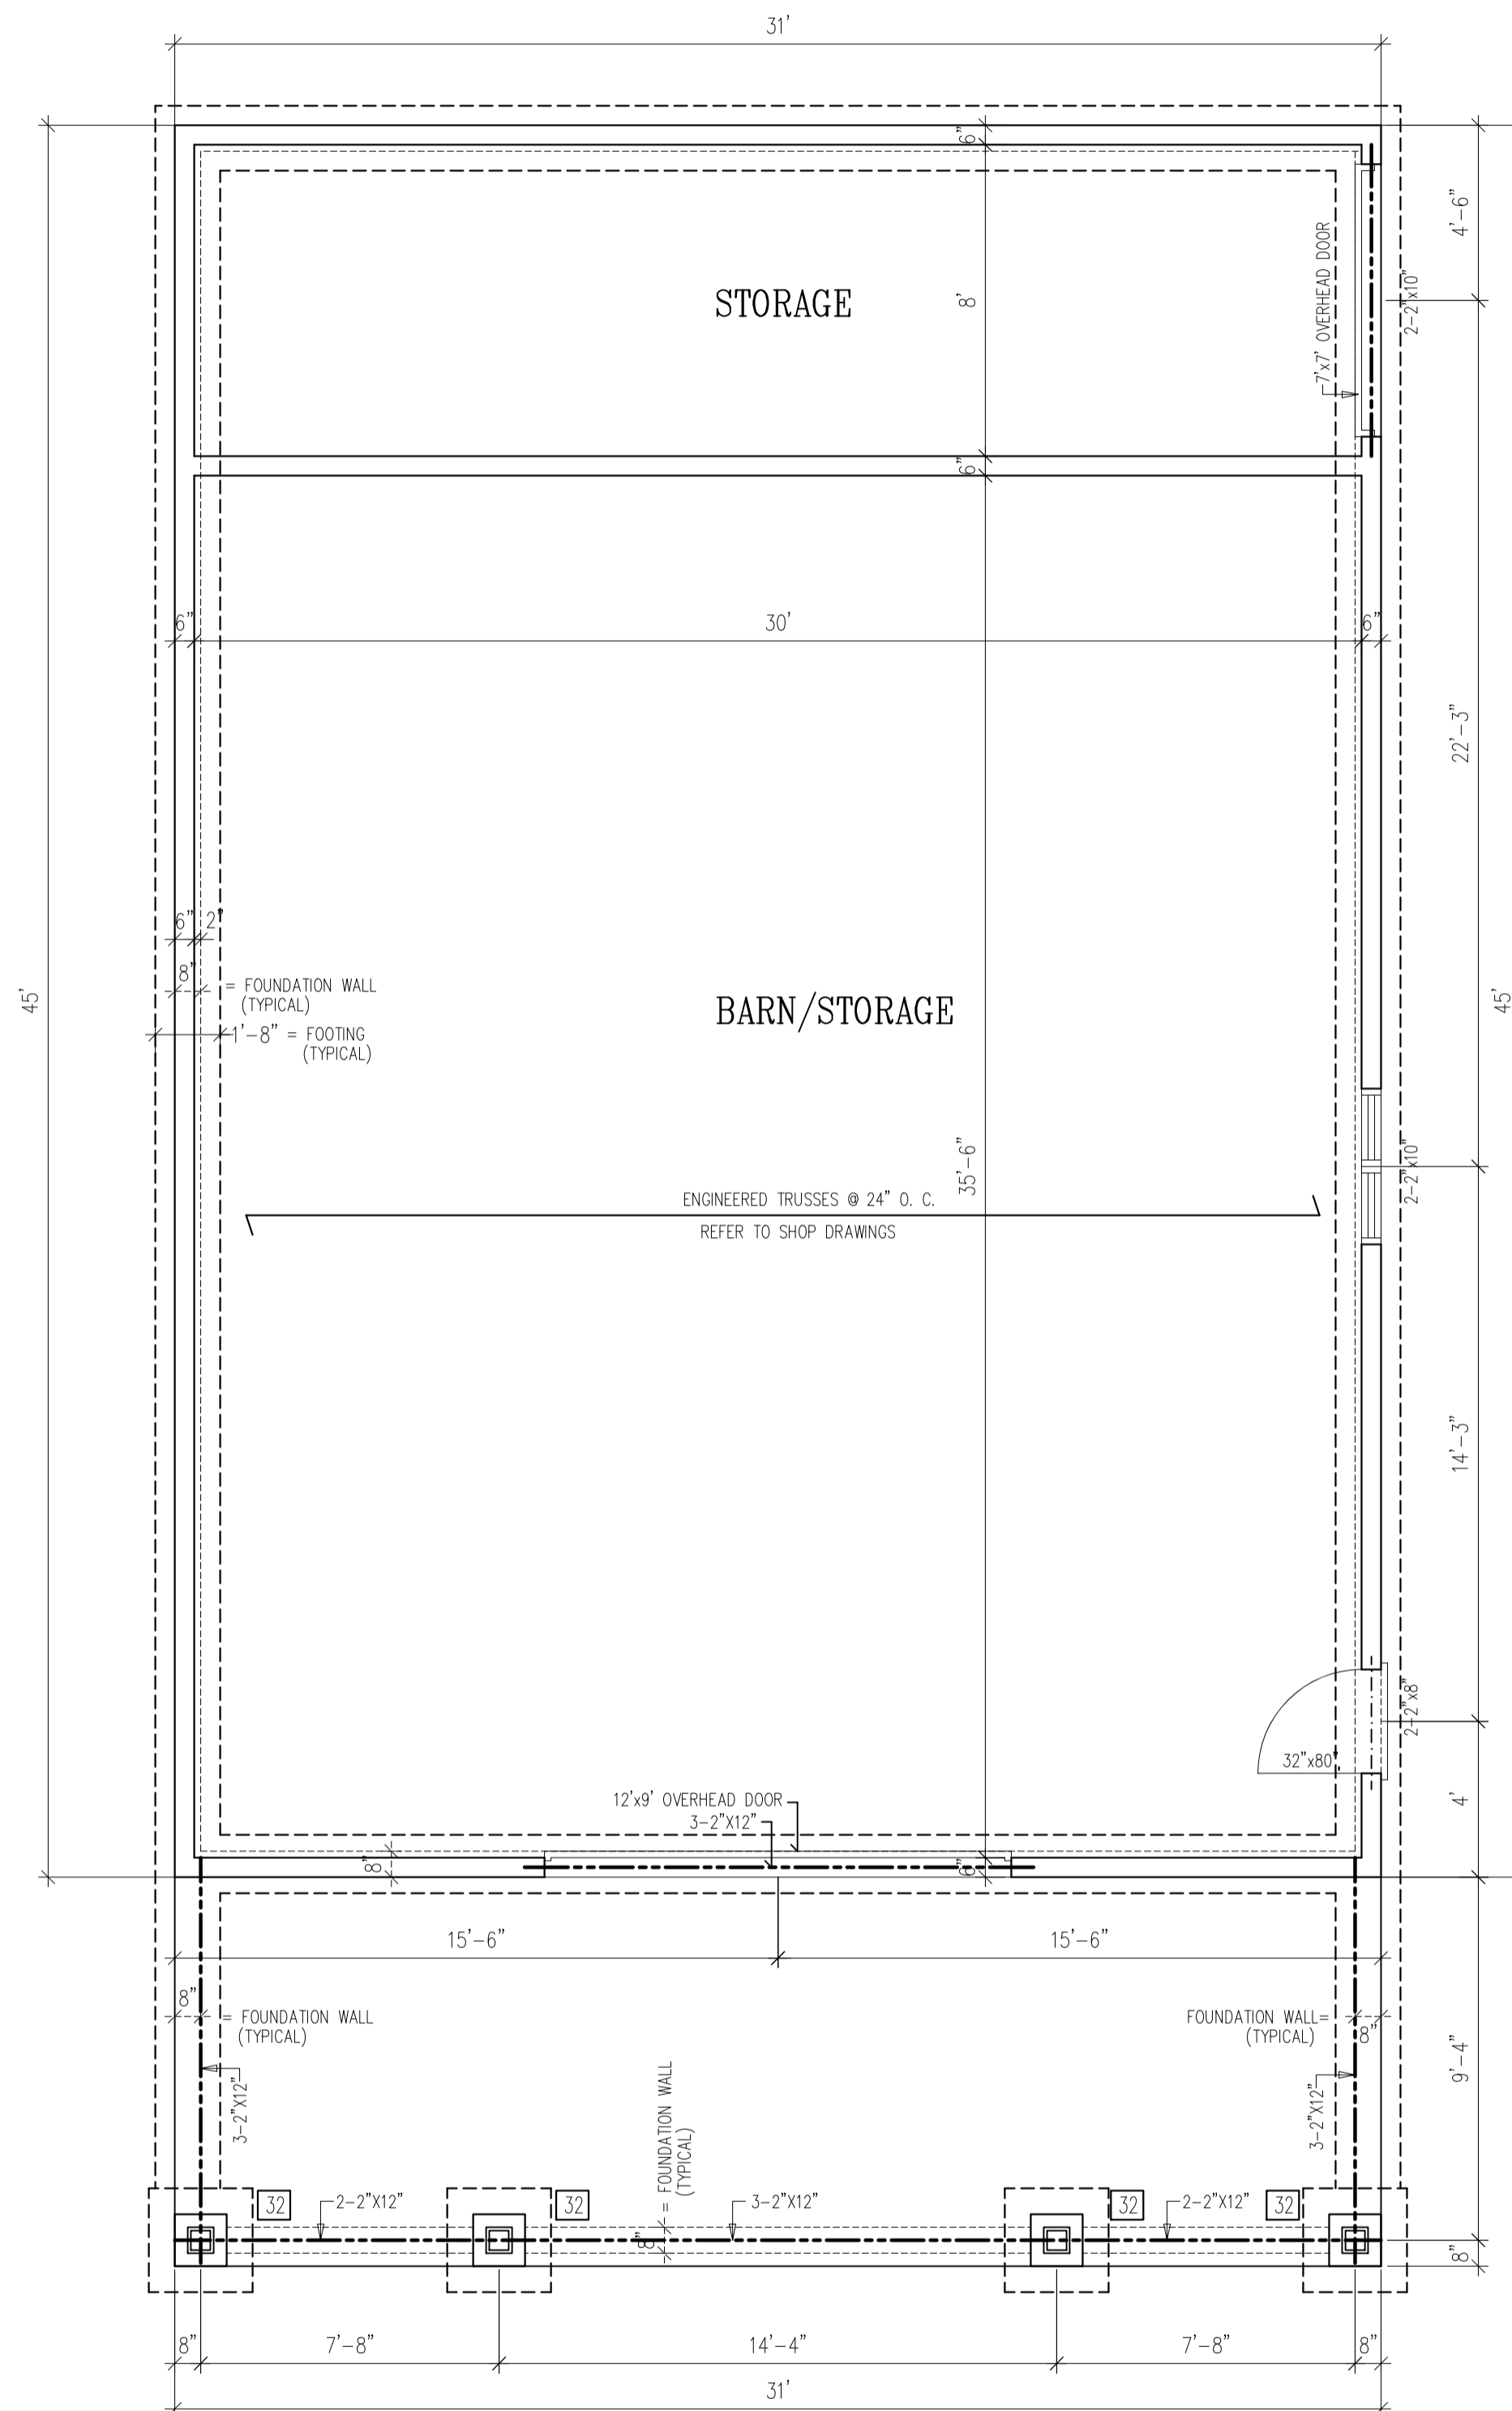 31'
6"
4'-6"
7'x7' OVERHEAD DOOR
2-2"x10"
STORAGE
8'
6"
6"
30'
6"
22'-3"
6"
2"
8"
= FOUNDATION WALL
(TYPICAL)
1'-8" = FOOTING
(TYPICAL)
45'
BARN/STORAGE
45'
35'-6"
2-2"x10"
ENGINEERED TRUSSES @ 24" O. C.
REFER TO SHOP DRAWINGS
14'-3"
2-2"x8"
32"x80"
12'x9' OVERHEAD DOOR
3-2"X12"
4'
8"
6"
15'-6"
15'-6"
8"
= FOUNDATION WALL
(TYPICAL)
FOUNDATION WALL=
(TYPICAL)
8"
9'-4"
3-2"X12"
= FOUNDATION WALL
(TYPICAL)
3-2"X12"
32
2-2"X12"
32
3-2"X12"
32
2-2"X12"
32
8"
8"
8"
7'-8"
14'-4"
7'-8"
8"
31'